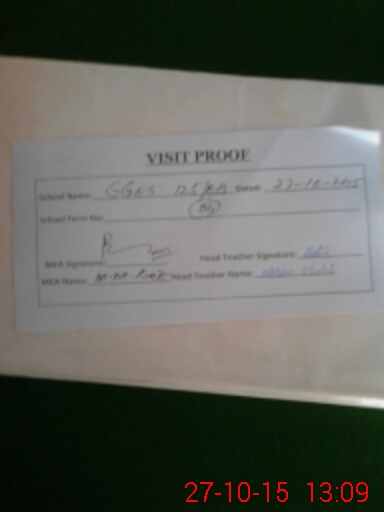 VISIT PROOF
School Name: GGES 125/EB Dated: 27-10-2015
School Form No:
MEA Signature: Head Teacher Signature:
MEA Name: M.M. Riaz Head Teacher Name:
27-10-15 13:09